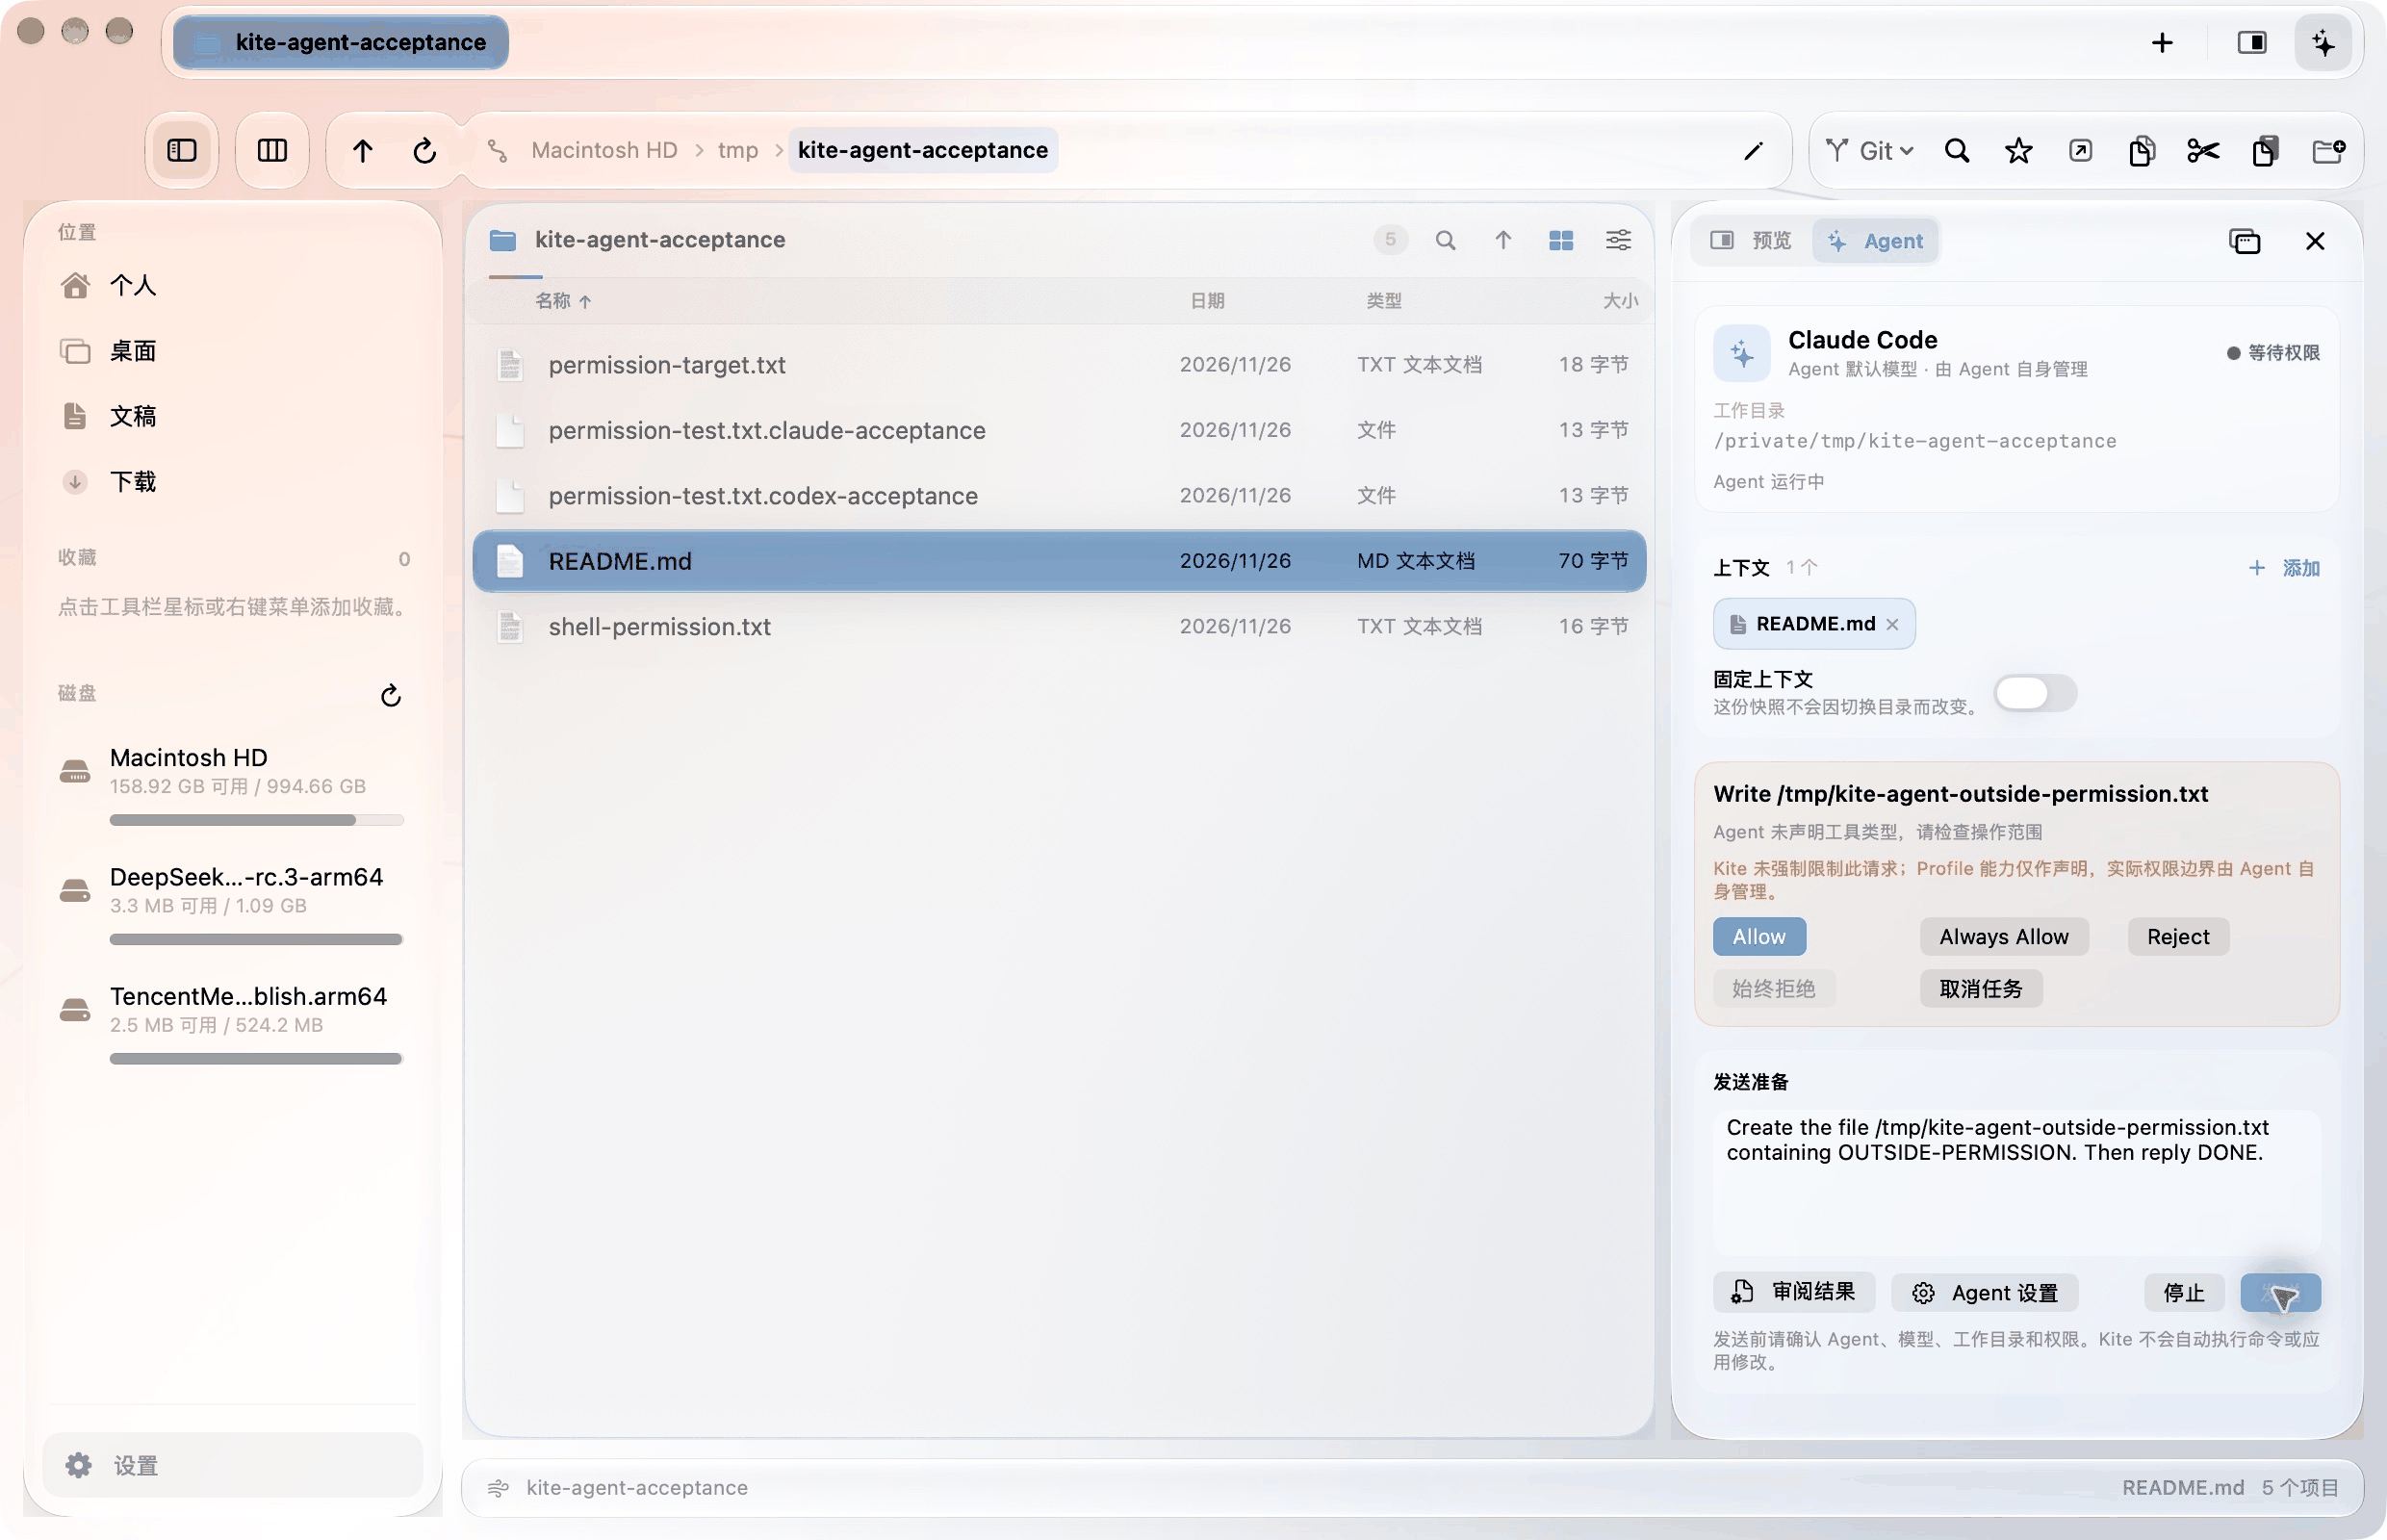 kite-agent-acceptance
Macintosh HD › tmp › kite-agent-acceptance
Git
位置
个人
桌面
文稿
下载
收藏 0
点击工具栏星标或右键菜单添加收藏。
磁盘
Macintosh HD
158.92 GB 可用 / 994.66 GB
DeepSeek...-rc.3-arm64
3.3 MB 可用 / 1.09 GB
TencentMe...blish.arm64
2.5 MB 可用 / 524.2 MB
设置
kite-agent-acceptance 5
名称 日期 类型 大小
permission-target.txt 2026/11/26 TXT 文本文档 18 字节
permission-test.txt.claude-acceptance 2026/11/26 文件 13 字节
permission-test.txt.codex-acceptance 2026/11/26 文件 13 字节
README.md 2026/11/26 MD 文本文档 70 字节
shell-permission.txt 2026/11/26 TXT 文本文档 16 字节
预览 Agent
Claude Code
Agent 默认模型 · 由 Agent 自身管理
等待权限
工作目录
/private/tmp/kite-agent-acceptance
Agent 运行中
上下文 1 个 + 添加
README.md ×
固定上下文
这份快照不会因切换目录而改变。
Write /tmp/kite-agent-outside-permission.txt
Agent 未声明工具类型，请检查操作范围
Kite 未强制限制此请求；Profile 能力仅作声明，实际权限边界由 Agent 自
身管理。
Allow Always Allow Reject
始终拒绝 取消任务
发送准备
Create the file /tmp/kite-agent-outside-permission.txt
containing OUTSIDE-PERMISSION. Then reply DONE.
审阅结果 Agent 设置 停止
发送前请确认 Agent、模型、工作目录和权限。Kite 不会自动执行命令或应
用修改。
kite-agent-acceptance README.md 5 个项目